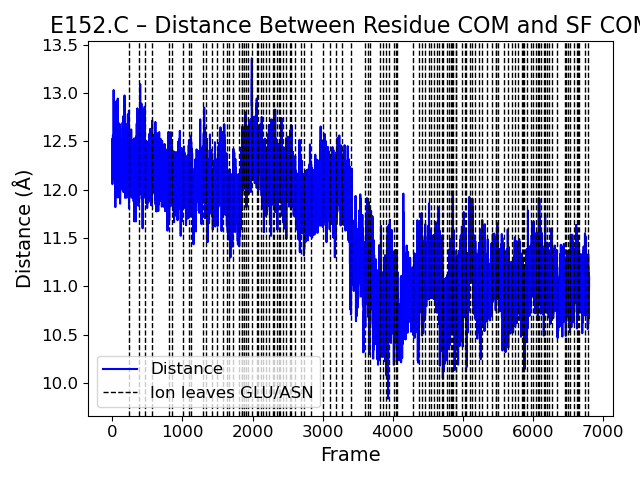 E152.C – Distance Between Residue COM and SF COM
13.5
13.0
12.5
12.0
11.5
11.0
10.5
10.0
Distance (Å)
Distance
Ion leaves GLU/ASN
0 1000 2000 3000 4000 5000 6000 7000
Frame